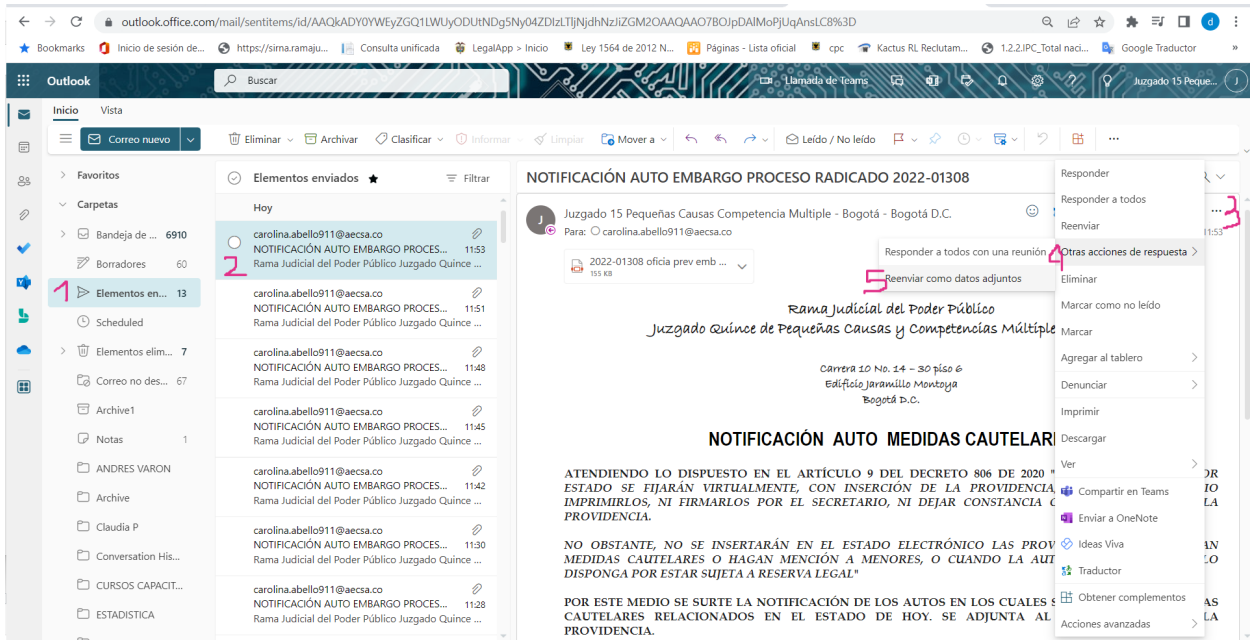 outlook.office.com/mail/sentitems/id/AAQkADY0YWEyZGQ1LWUyODUtNDg5Ny04ZDIzLTljNjdhNzJiZGM2OAAQAAO7BOJpDAlMoPjUqAnsLC8%3D
d
Bookmarks
Inicio de sesión de...
https://sirna.ramaju...
Consulta unificada
LegalApp > Inicio
Ley 1564 de 2012 N...
Páginas - Lista oficial
cpc
Kactus RL Reclutam...
1.2.2.IPC_Total naci...
Google Traductor
»
Outlook
Buscar
Llamada de Teams
Juzgado 15 Peque...
J
Inicio
Vista
Correo nuevo
Eliminar
Archivar
Clasificar
Informar
Limpiar
Mover a
Leído / No leído
...
Favoritos
Carpetas
Bandeja de ... 6910
Borradores 60
1
Elementos en... 13
Scheduled
Elementos elim... 7
Correo no des... 67
Archive1
Notas 1
ANDRES VARON
Archive
Claudia P
Conversation His...
CURSOS CAPACIT...
ESTADISTICA
Elementos enviados
Filtrar
Hoy
carolina.abello911@aecsa.co
NOTIFICACIÓN AUTO EMBARGO PROCES... 11:53
2
Rama Judicial del Poder Público Juzgado Quince ...
carolina.abello911@aecsa.co
NOTIFICACIÓN AUTO EMBARGO PROCES... 11:51
Rama Judicial del Poder Público Juzgado Quince ...
carolina.abello911@aecsa.co
NOTIFICACIÓN AUTO EMBARGO PROCES... 11:48
Rama Judicial del Poder Público Juzgado Quince ...
carolina.abello911@aecsa.co
NOTIFICACIÓN AUTO EMBARGO PROCES... 11:45
Rama Judicial del Poder Público Juzgado Quince ...
carolina.abello911@aecsa.co
NOTIFICACIÓN AUTO EMBARGO PROCES... 11:42
Rama Judicial del Poder Público Juzgado Quince ...
carolina.abello911@aecsa.co
NOTIFICACIÓN AUTO EMBARGO PROCES... 11:30
Rama Judicial del Poder Público Juzgado Quince ...
carolina.abello911@aecsa.co
NOTIFICACIÓN AUTO EMBARGO PROCES... 11:28
Rama Judicial del Poder Público Juzgado Quince ...
NOTIFICACIÓN AUTO EMBARGO PROCESO RADICADO 2022-01308
J
Juzgado 15 Pequeñas Causas Competencia Multiple - Bogotá - Bogotá D.C.
Para: carolina.abello911@aecsa.co
...
3
11:53
2022-01308 oficia prev emb ...
155 KB
Rama Judicial del Poder Público
Juzgado Quince de Pequeñas Causas y Competencias Múltiple
Carrera 10 No. 14 – 30 piso 6
Edificio Jaramillo Montoya
Bogotá D.C.
NOTIFICACIÓN AUTO MEDIDAS CAUTELAR
ATENDIENDO LO DISPUESTO EN EL ARTÍCULO 9 DEL DECRETO 806 DE 2020 " OR
ESTADO SE FIJARÁN VIRTUALMENTE, CON INSERCIÓN DE LA PROVIDENCIA, IO
IMPRIMIRLOS, NI FIRMARLOS POR EL SECRETARIO, NI DEJAR CONSTANCIA C LA
PROVIDENCIA.
NO OBSTANTE, NO SE INSERTARÁN EN EL ESTADO ELECTRÓNICO LAS PROV AN
MEDIDAS CAUTELARES O HAGAN MENCIÓN A MENORES, O CUANDO LA AUT LO
DISPONGA POR ESTAR SUJETA A RESERVA LEGAL"
POR ESTE MEDIO SE SURTE LA NOTIFICACIÓN DE LOS AUTOS EN LOS CUALES S AS
CAUTELARES RELACIONADOS EN EL ESTADO DE HOY. SE ADJUNTA AL LA
PROVIDENCIA.
Responder a todos con una reunión
5
Reenviar como datos adjuntos
Responder
Responder a todos
Reenviar
4
Otras acciones de respuesta
Eliminar
Marcar como no leído
Marcar
Agregar al tablero
Denunciar
Imprimir
Descargar
Ver
Compartir en Teams
Enviar a OneNote
Ideas Viva
Traductor
Obtener complementos
Acciones avanzadas